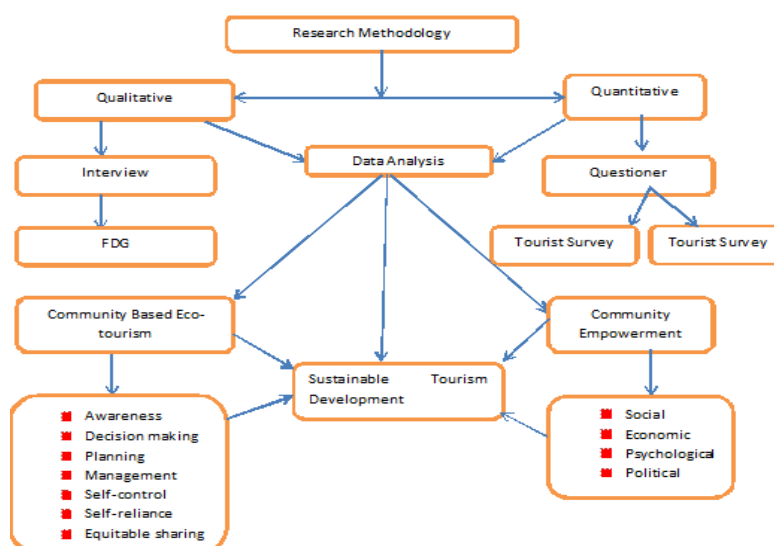 Research Methodology
Qualitative
Quantitative
Data Analysis
Interview
Questioner
FDG
Tourist Survey
Tourist Survey
Community Based Eco-
tourism
Community
Empowerment
Sustainable Tourism
Development
Awareness
Decision making
Planning
Management
Self-control
Self-reliance
Equitable sharing
Social
Economic
Psychological
Political